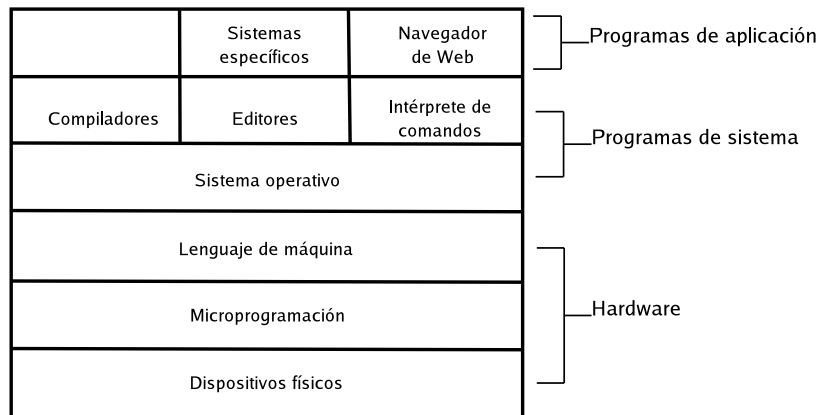 Sistemas
específicos
Navegador
de Web
Programas de aplicación
Compiladores
Editores
Intérprete de
comandos
Programas de sistema
Sistema operativo
Lenguaje de máquina
Microprogramación
Hardware
Dispositivos físicos